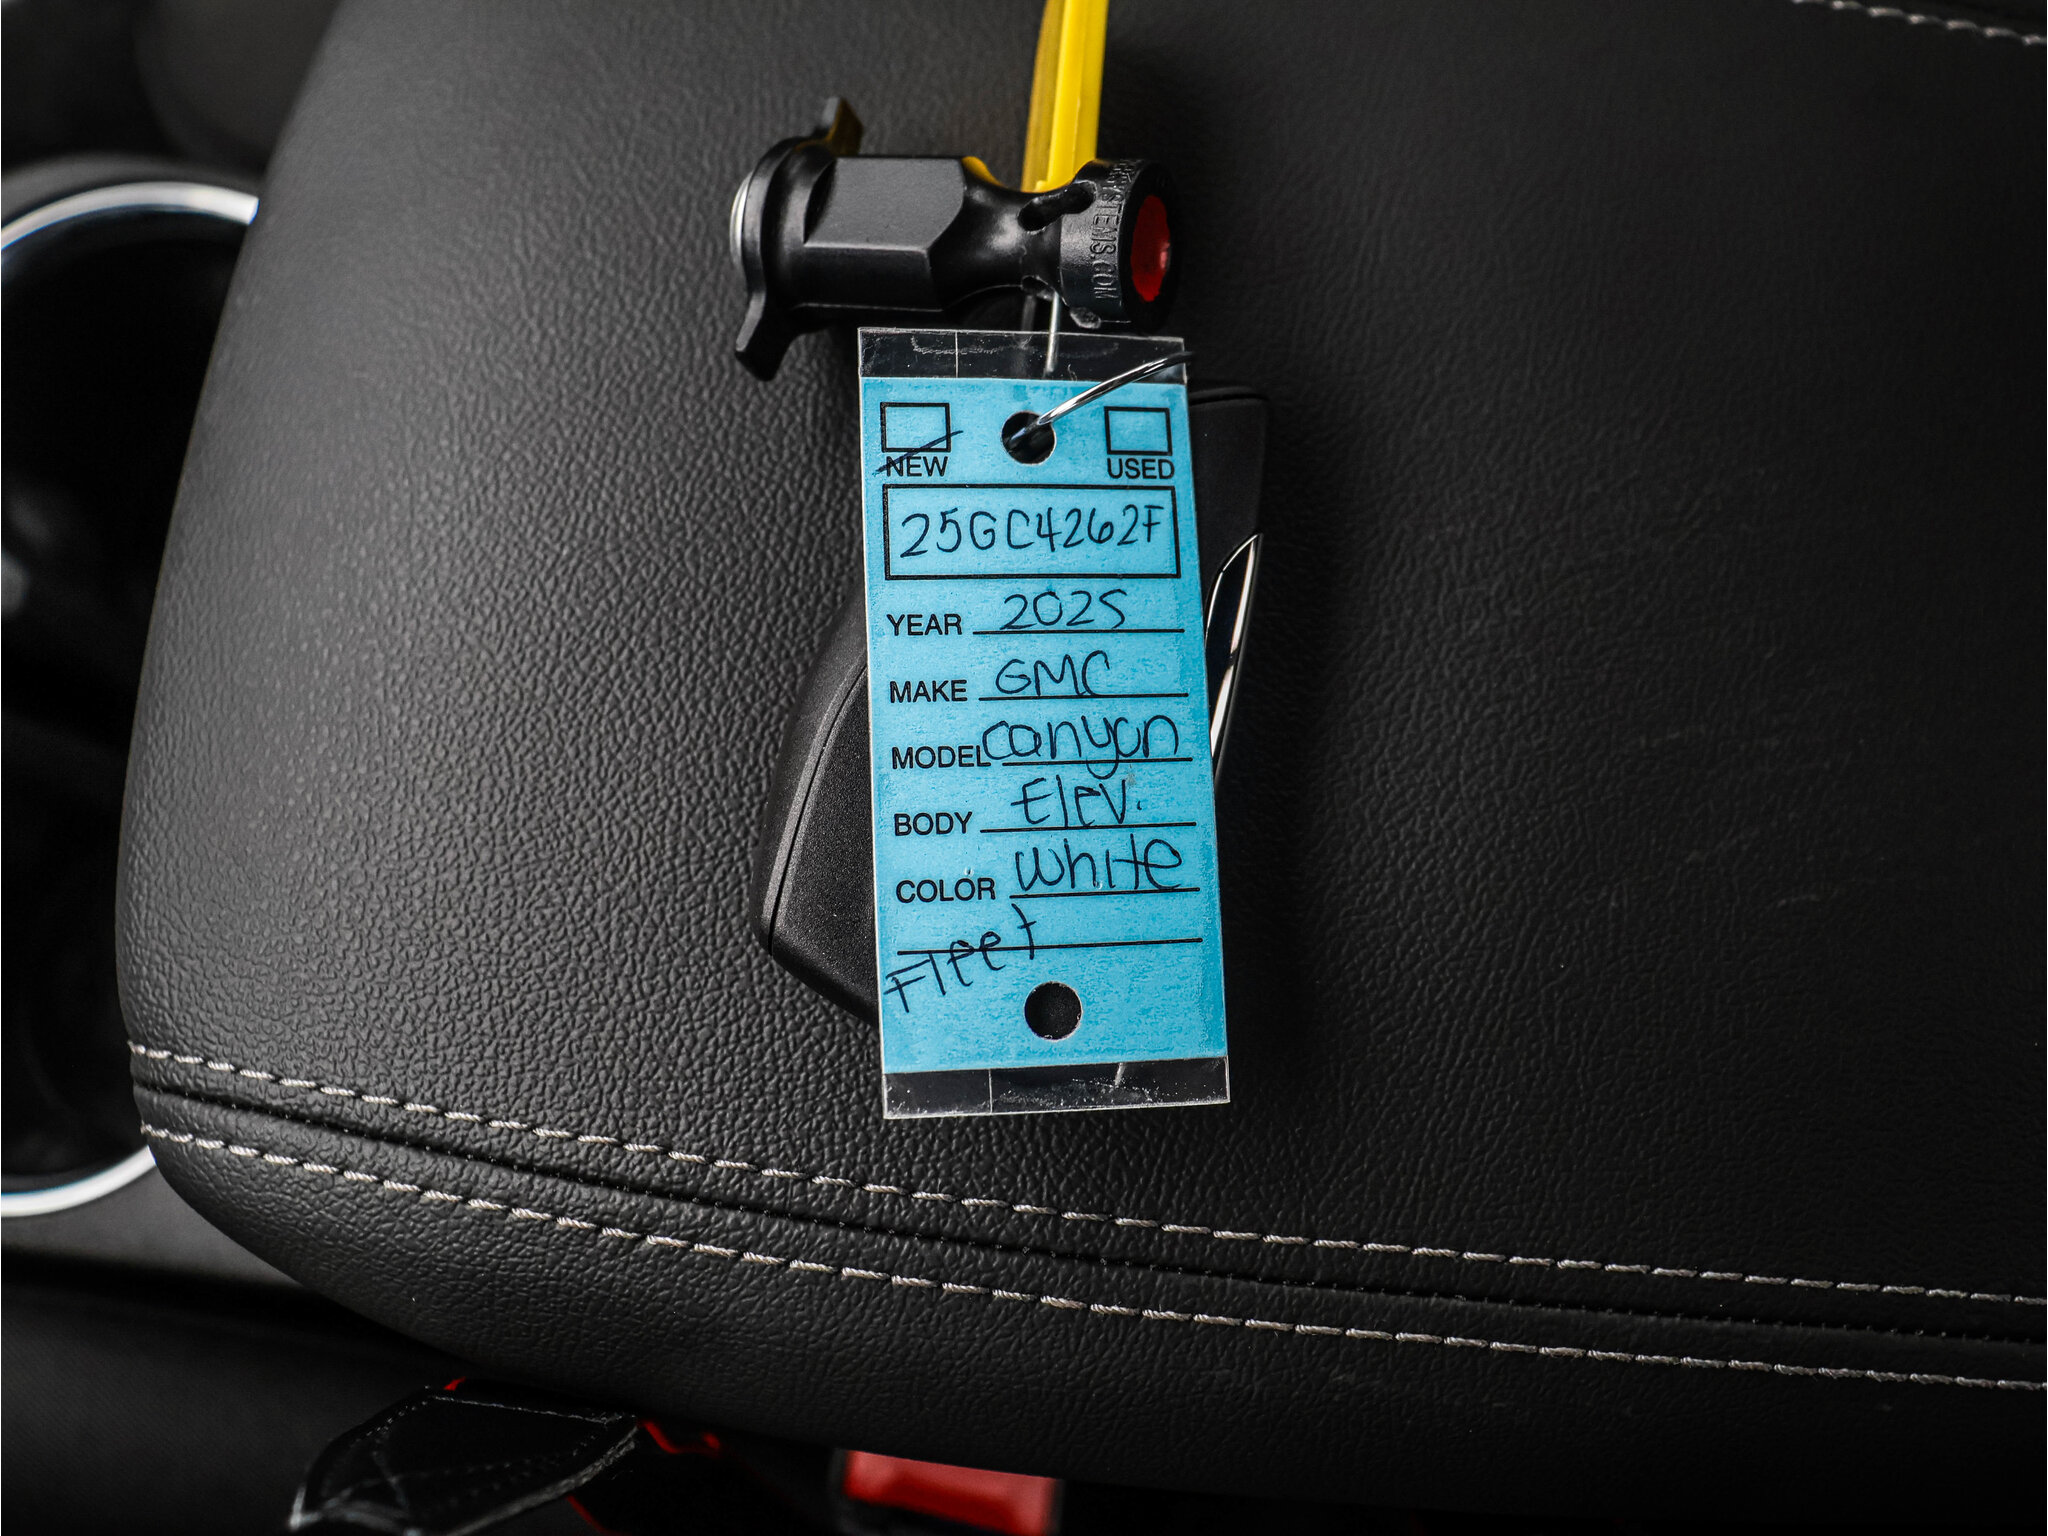 NEW USED
25GC4262F
YEAR 2025
MAKE GMC
MODEL Canyon
BODY Elev.
COLOR White
Fleet